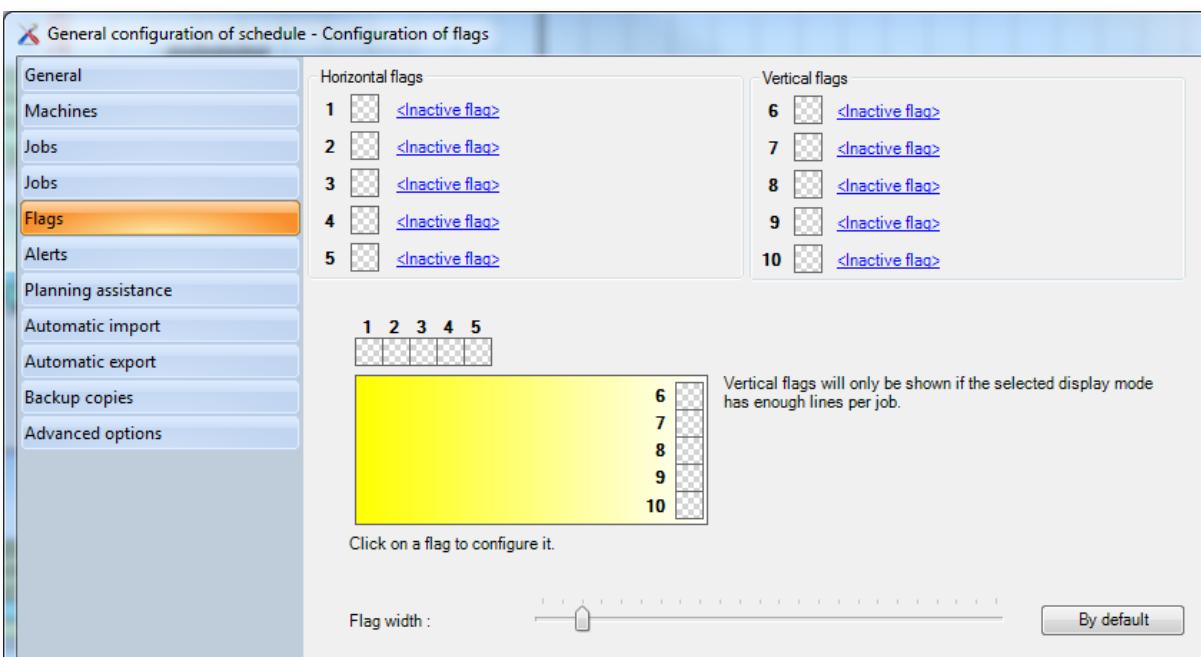 General configuration of schedule - Configuration of flags
General
Machines
Jobs
Jobs
Flags
Alerts
Planning assistance
Automatic import
Automatic export
Backup copies
Advanced options
Horizontal flags
1 <Inactive flag>
2 <Inactive flag>
3 <Inactive flag>
4 <Inactive flag>
5 <Inactive flag>
Vertical flags
6 <Inactive flag>
7 <Inactive flag>
8 <Inactive flag>
9 <Inactive flag>
10 <Inactive flag>
1 2 3 4 5
6
7
8
9
10
Vertical flags will only be shown if the selected display mode
has enough lines per job.
Click on a flag to configure it.
Flag width :
By default